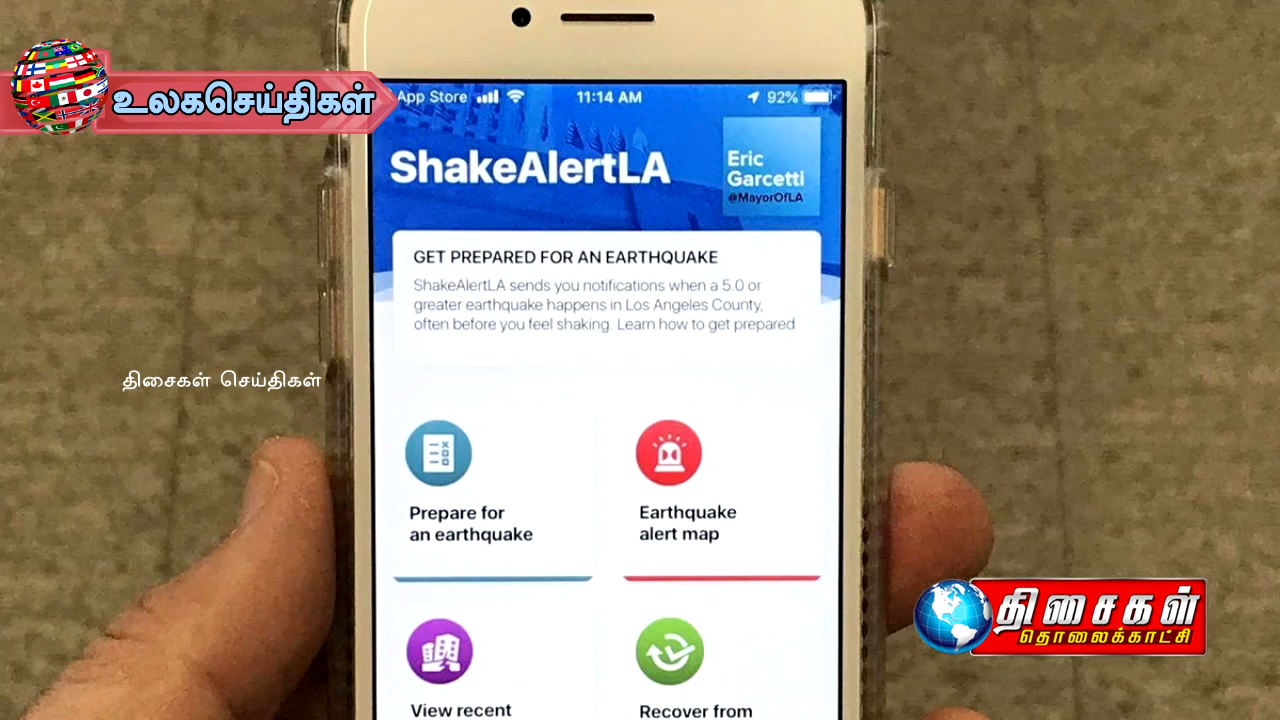 உலகசெய்திகள்
App Store
11:14 AM
92%
ShakeAlertLA
Eric
Garcetti
@MayorOfLA
GET PREPARED FOR AN EARTHQUAKE
ShakeAlertLA sends you notifications when a 5.0 or
greater earthquake happens in Los Angeles County,
often before you feel shaking. Learn how to get prepared
திசைகள் செய்திகள்
Prepare for
an earthquake
Earthquake
alert map
View recent
Recover from
திசைகள்
தொலைக்காட்சி